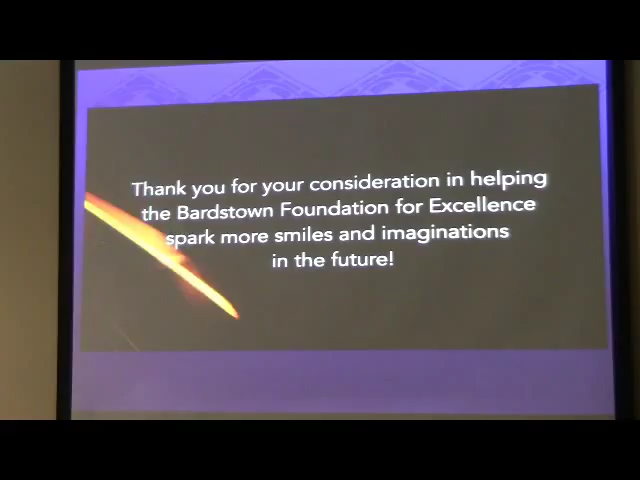 Thank you for your consideration in helping
the Bardstown Foundation for Excellence
spark more smiles and imaginations
in the future!